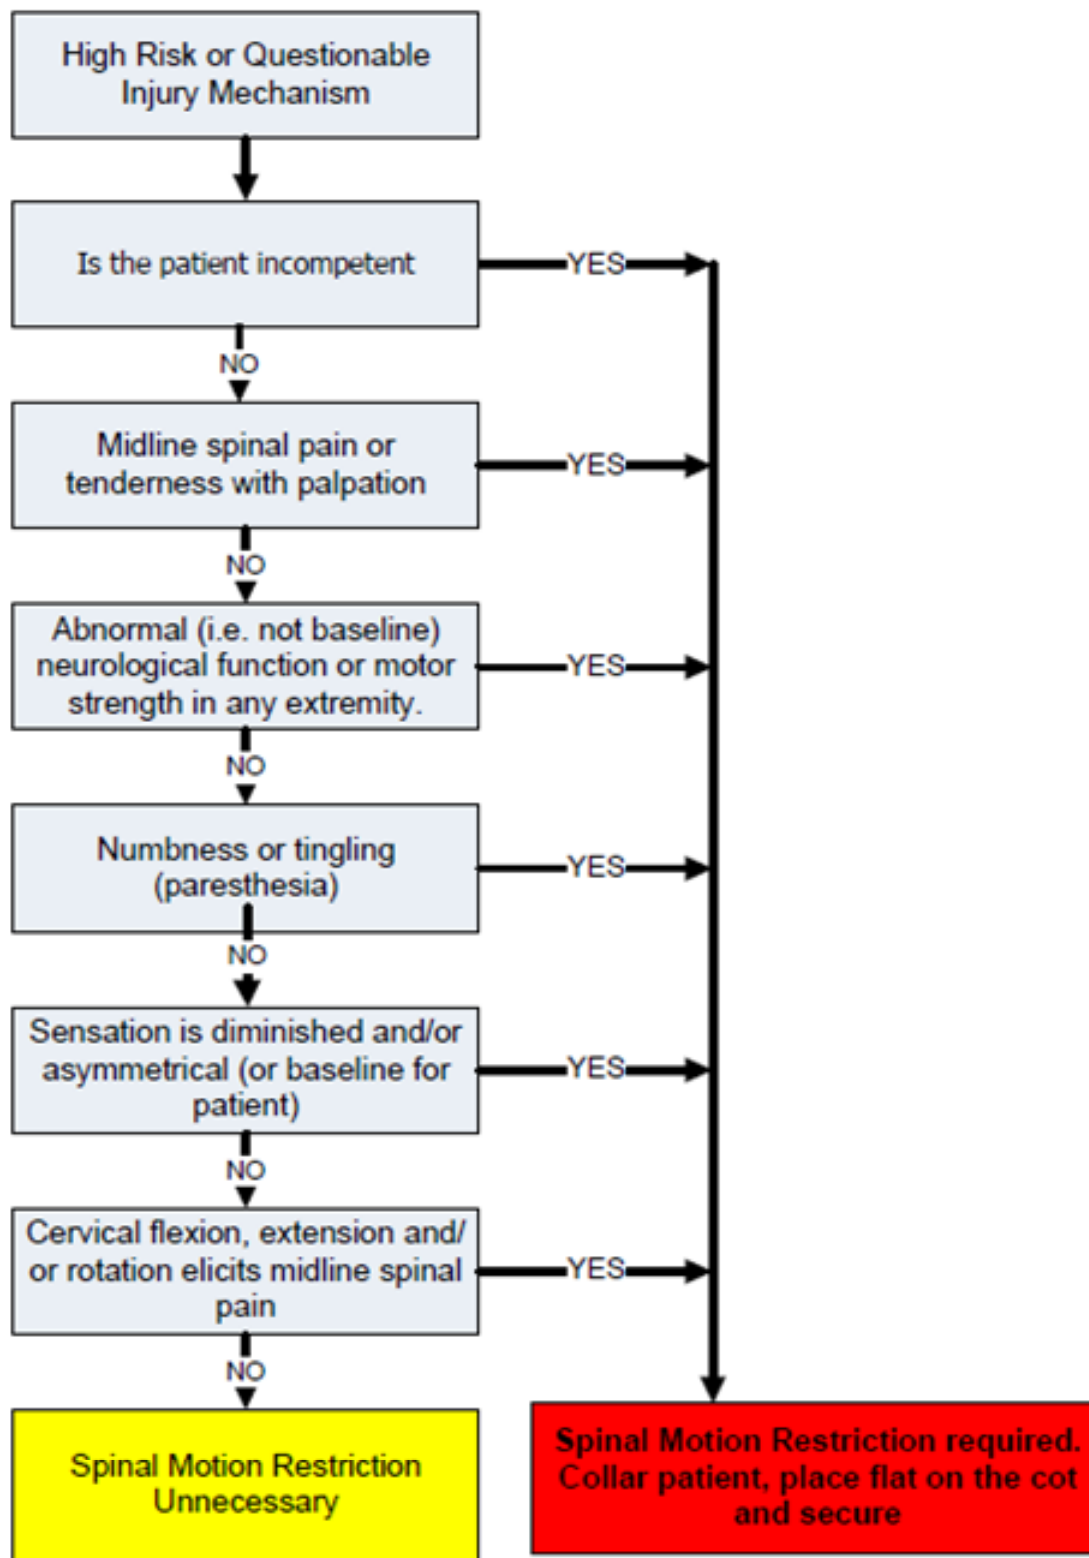 High Risk or Questionable
Injury Mechanism
Is the patient incompetent
YES
NO
Midline spinal pain or
tenderness with palpation
YES
NO
Abnormal (i.e. not baseline)
neurological function or motor
strength in any extremity.
YES
NO
Numbness or tingling
(paresthesia)
YES
NO
Sensation is diminished and/or
asymmetrical (or baseline for
patient)
YES
NO
Cervical flexion, extension and/
or rotation elicits midline spinal
pain
YES
NO
Spinal Motion Restriction
Unnecessary
Spinal Motion Restriction required.
Collar patient, place flat on the cot
and secure